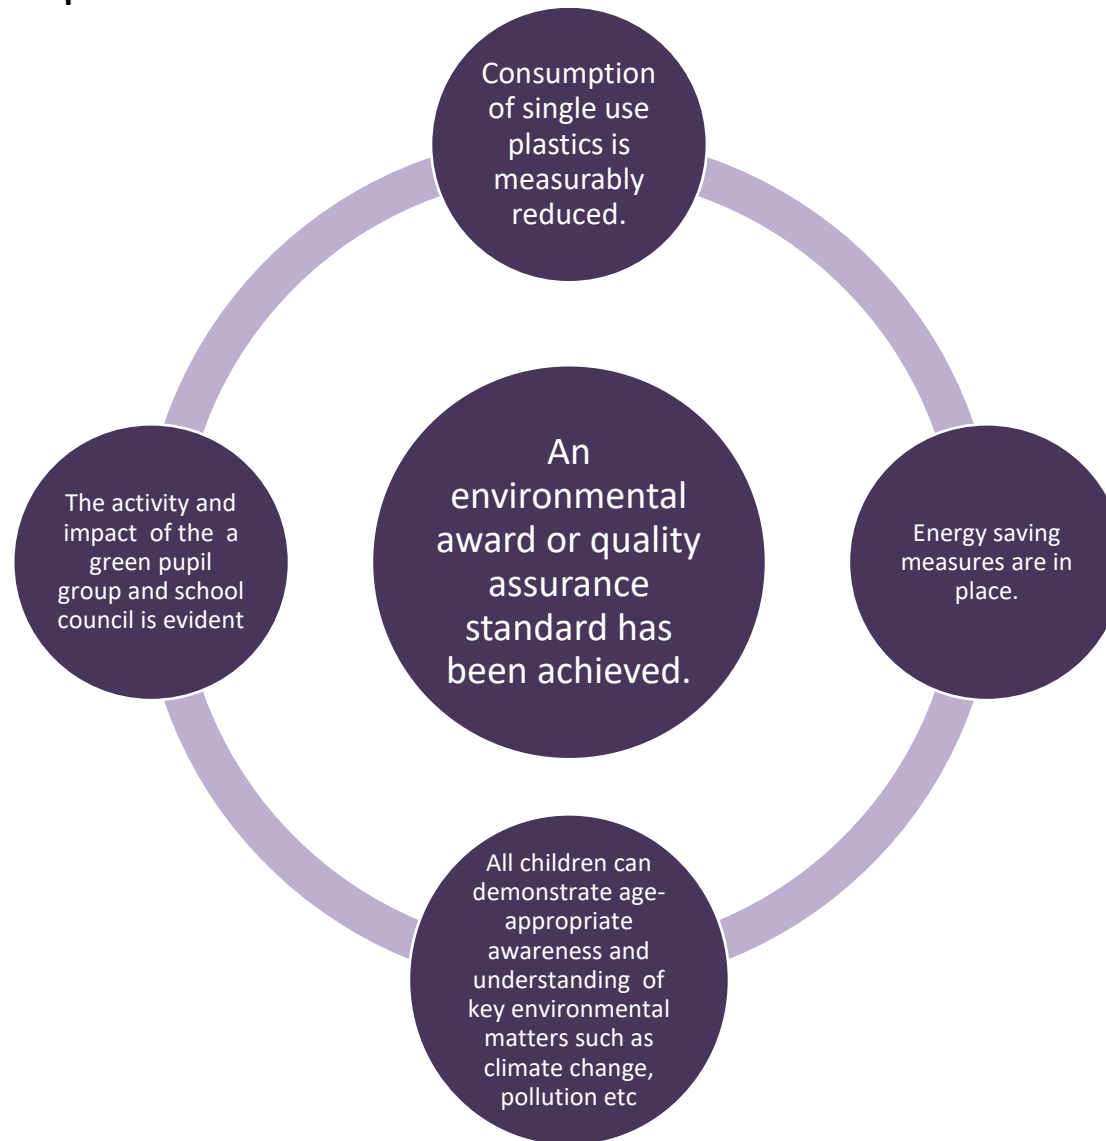 Consumption
of single use
plastics is
measurably
reduced.
The activity and
impact of the a
green pupil
group and school
council is evident
An
environmental
award or quality
assurance
standard has
been achieved.
Energy saving
measures are in
place.
All children can
demonstrate age-
appropriate
awareness and
understanding of
key environmental
matters such as
climate change,
pollution etc